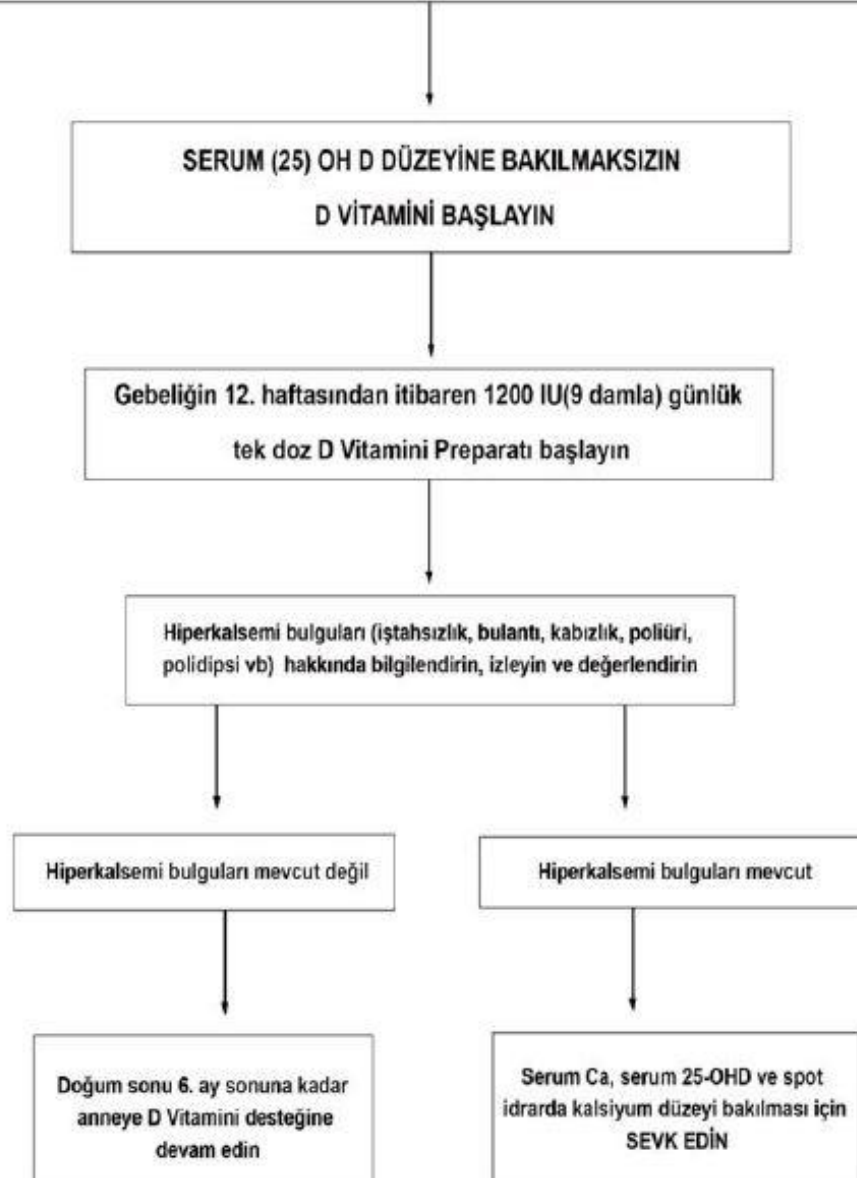 SERUM (25) OH D DÜZEYİNE BAKILMAKSIZIN
D VİTAMİNİ BAŞLAYIN
Gebeliğin 12. haftasından itibaren 1200 IU(9 damla) günlük
tek doz D Vitamini Preparatı başlayın
Hiperkalsemi bulguları (iştahsızlık, bulantı, kabızlık, poliüri,
polidipsi vb) hakkında bilgilendirin, izleyin ve değerlendirin
Hiperkalsemi bulguları mevcut değil
Hiperkalsemi bulguları mevcut
Doğum sonu 6. ay sonuna kadar
anneye D Vitamini desteğine
devam edin
Serum Ca, serum 25-OHD ve spot
idrarda kalsiyum düzeyi bakılması için
SEVK EDİN